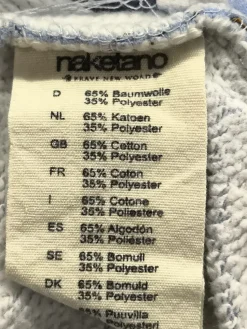 naketano
BRAVE NEW WORD
D 65% Baumwolle
35% Polyester
NL 65% Katoen
35% Polyester
GB 65% Cotton
35% Polyester
FR 65% Coton
35% Polyester
I 65% Cotone
35% Poliestere
ES 65% Algodón
35% Poliéster
SE 65% Bomull
35% Polyester
DK 65% Bomuld
35% Polyester
Puuvilla